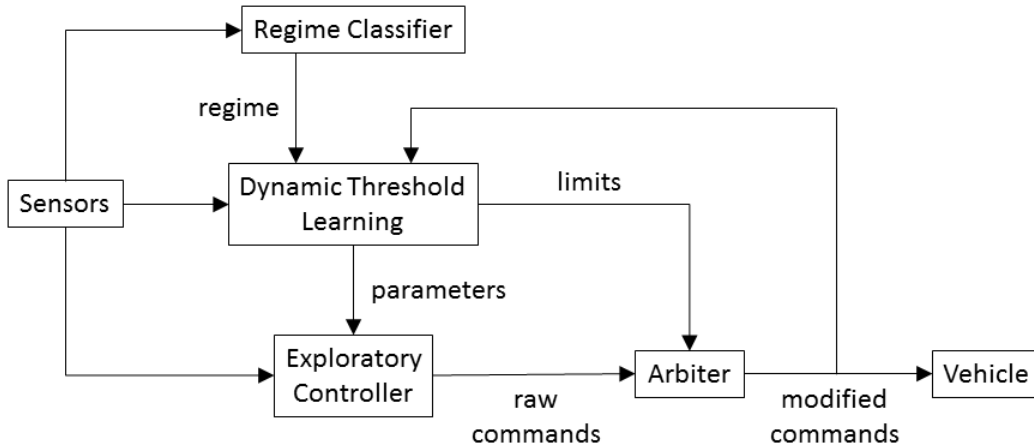 Regime Classifier
regime
Sensors
Dynamic Threshold
Learning
limits
parameters
Exploratory
Controller
raw
commands
Arbiter
modified
commands
Vehicle